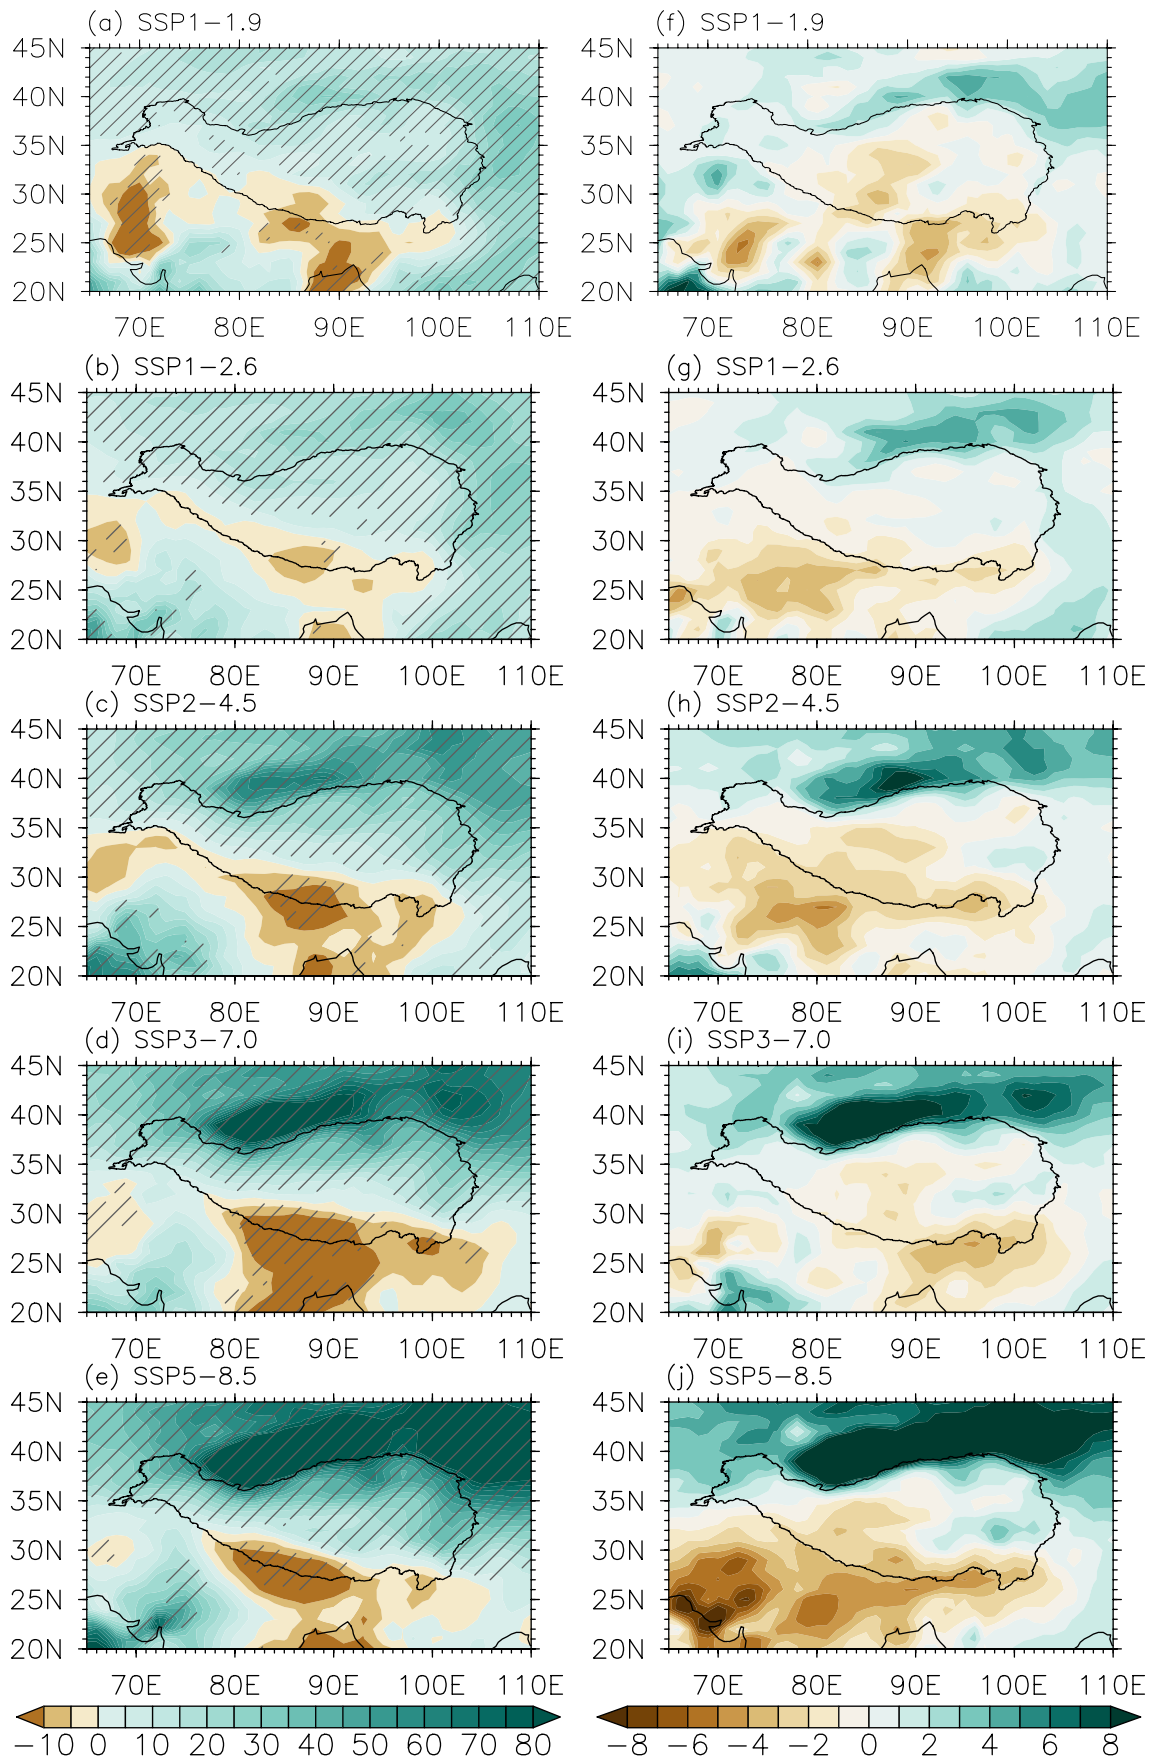 (a) SSP1−1.9
45N
40N
35N
30N
25N
20N
70E 80E 90E 100E 110E
(f) SSP1−1.9
45N
40N
35N
30N
25N
20N
70E 80E 90E 100E 110E
(b) SSP1−2.6
45N
40N
35N
30N
25N
20N
70E 80E 90E 100E 110E
(g) SSP1−2.6
45N
40N
35N
30N
25N
20N
70E 80E 90E 100E 110E
(c) SSP2−4.5
45N
40N
35N
30N
25N
20N
70E 80E 90E 100E 110E
(h) SSP2−4.5
45N
40N
35N
30N
25N
20N
70E 80E 90E 100E 110E
(d) SSP3−7.0
45N
40N
35N
30N
25N
20N
70E 80E 90E 100E 110E
(i) SSP3−7.0
45N
40N
35N
30N
25N
20N
70E 80E 90E 100E 110E
(e) SSP5−8.5
45N
40N
35N
30N
25N
20N
70E 80E 90E 100E 110E
(j) SSP5−8.5
45N
40N
35N
30N
25N
20N
70E 80E 90E 100E 110E
−10 0 10 20 30 40 50 60 70 80
−8 −6 −4 −2 0 2 4 6 8